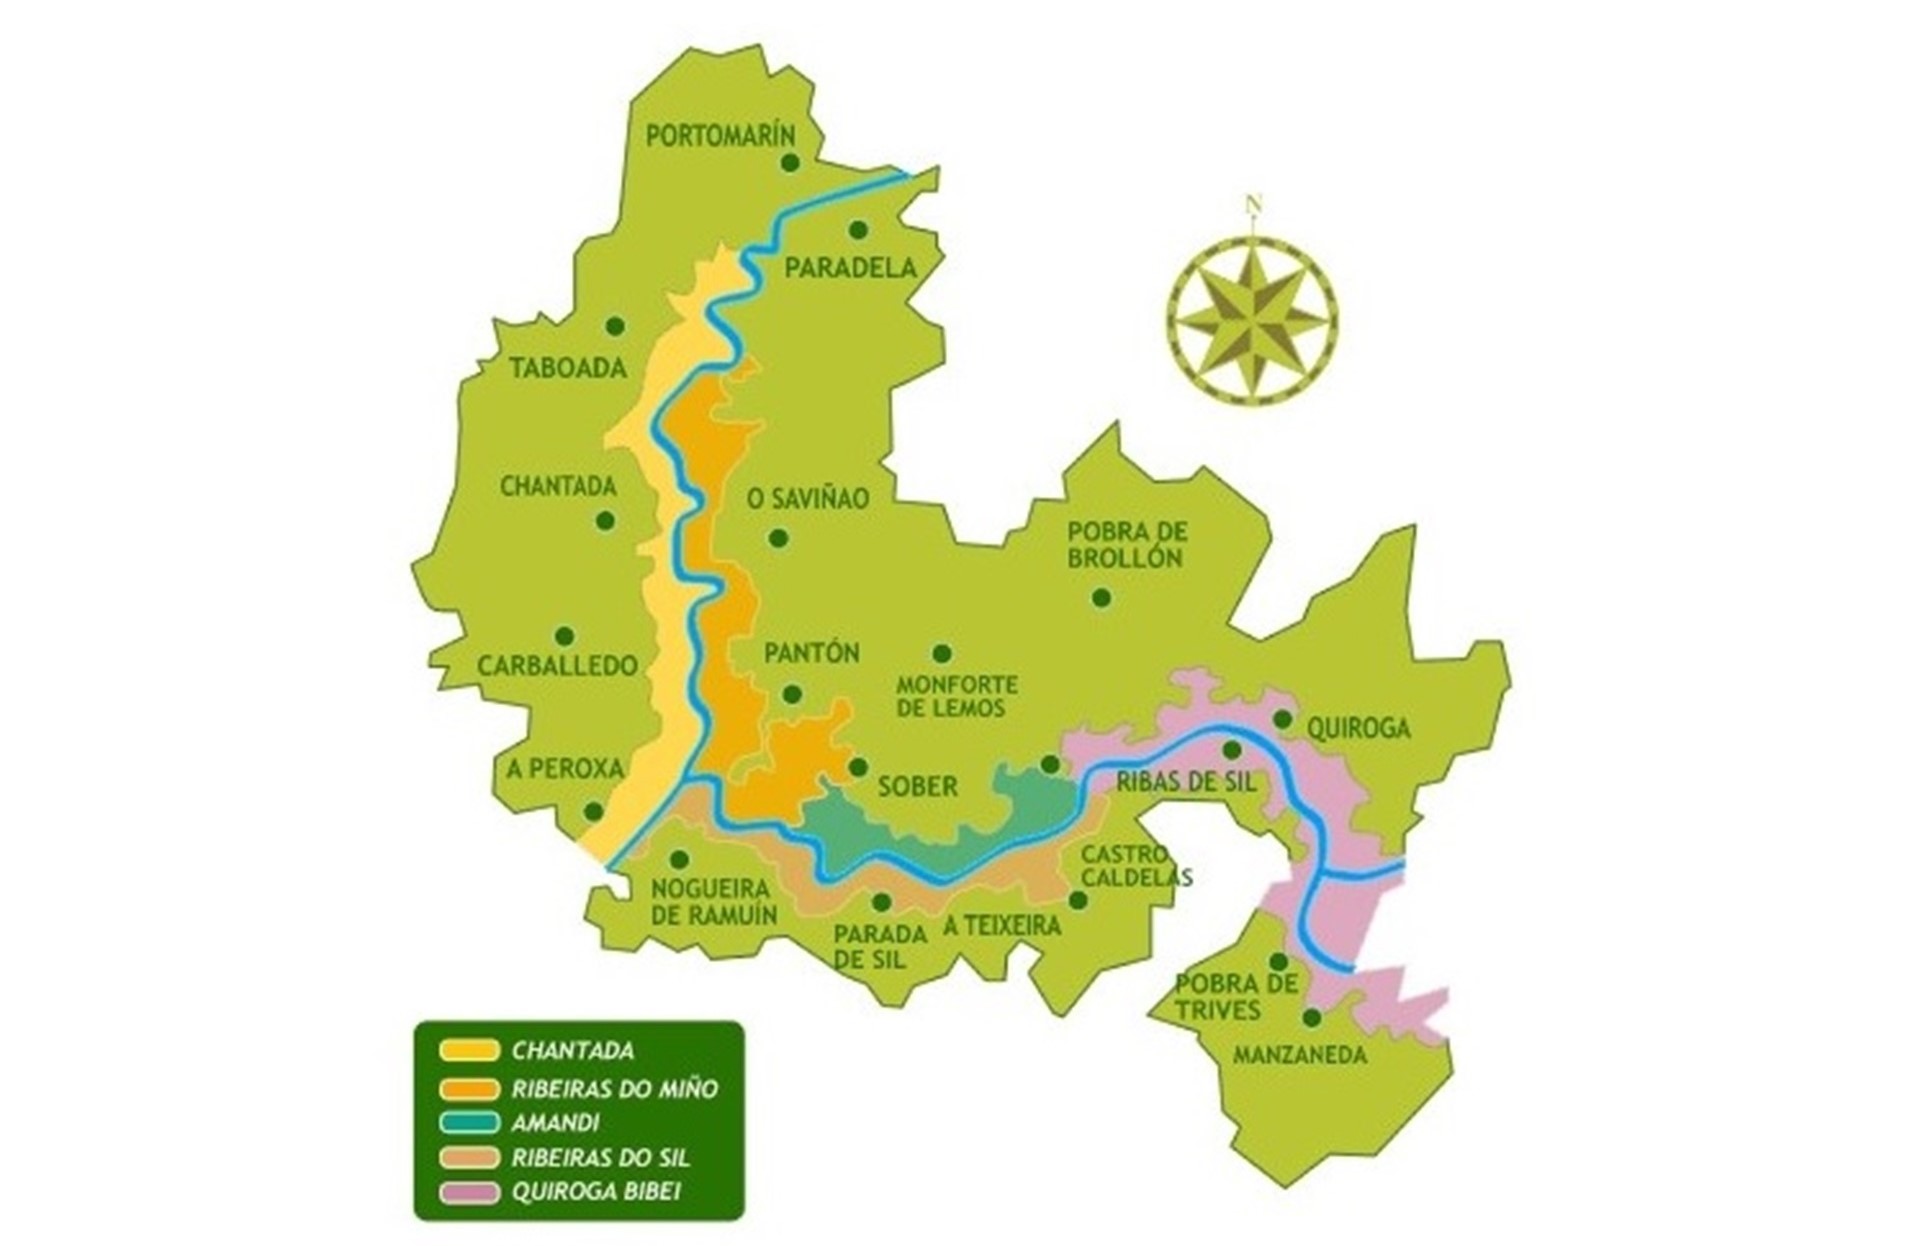 PORTOMARÍN
N
PARADELA
TABOADA
CHANTADA
O SAVIÑAO
POBRA DE
BROLLÓN
CARBALLEDO
PANTÓN
MONFORTE
DE LEMOS
QUIROGA
A PEROXA
SOBER
RIBAS DE SIL
CASTRO
CALDELAS
NOGUEIRA
DE RAMUÍN
PARADA
DE SIL
A TEIXEIRA
POBRA DE
TRIVES
MANZANEDA
CHANTADA
RIBEIRAS DO MIÑO
AMANDI
RIBEIRAS DO SIL
QUIROGA BIBEI